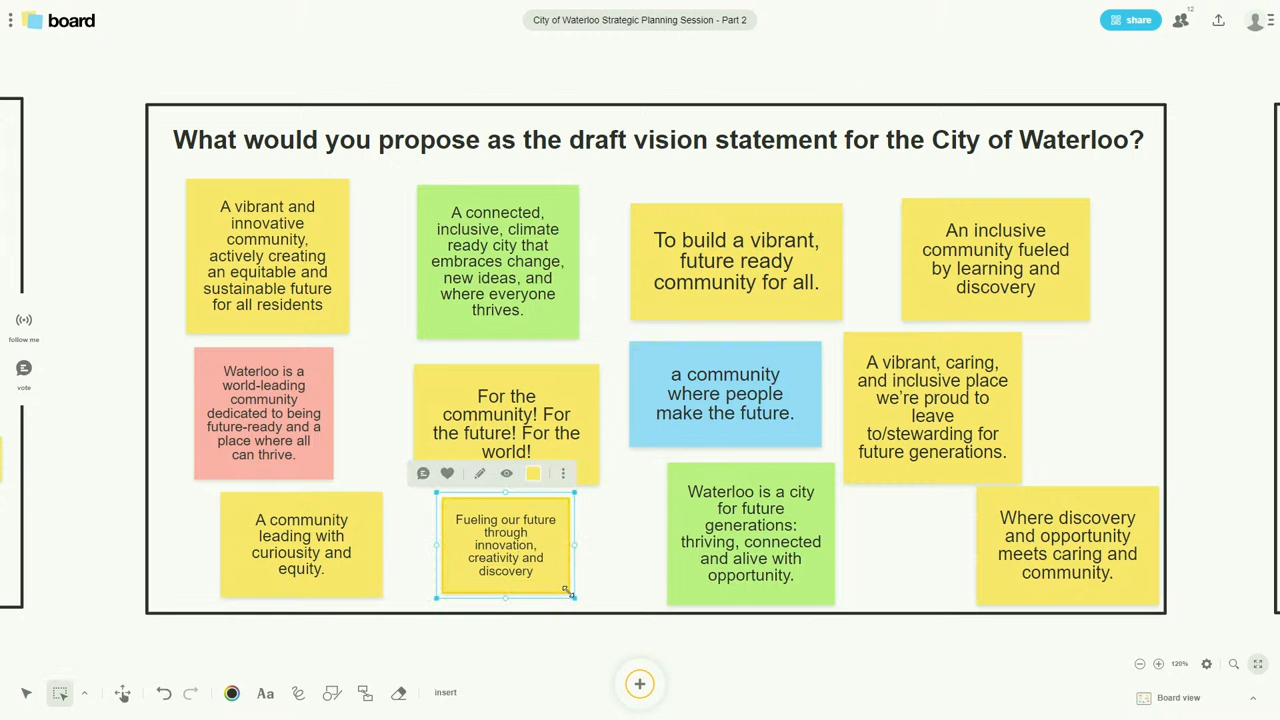 board
City of Waterloo Strategic Planning Session - Part 2
share
12
What would you propose as the draft vision statement for the City of Waterloo?
A vibrant and
innovative
community,
actively creating
an equitable and
sustainable future
for all residents
A connected,
inclusive, climate
ready city that
embraces change,
new ideas, and
where everyone
thrives.
To build a vibrant,
future ready
community for all.
An inclusive
community fueled
by learning and
discovery
follow me
vote
Waterloo is a
world-leading
community
dedicated to being
future-ready and a
place where all
can thrive.
For the
community! For
the future! For the
world!
a community
where people
make the future.
A vibrant, caring,
and inclusive place
we're proud to
leave
to/stewarding for
future generations.
A community
leading with
curiousity and
equity.
Fueling our future
through
innovation,
creativity and
discovery
Waterloo is a city
for future
generations:
thriving, connected
and alive with
opportunity.
Where discovery
and opportunity
meets caring and
community.
120%
Aa
insert
Board view